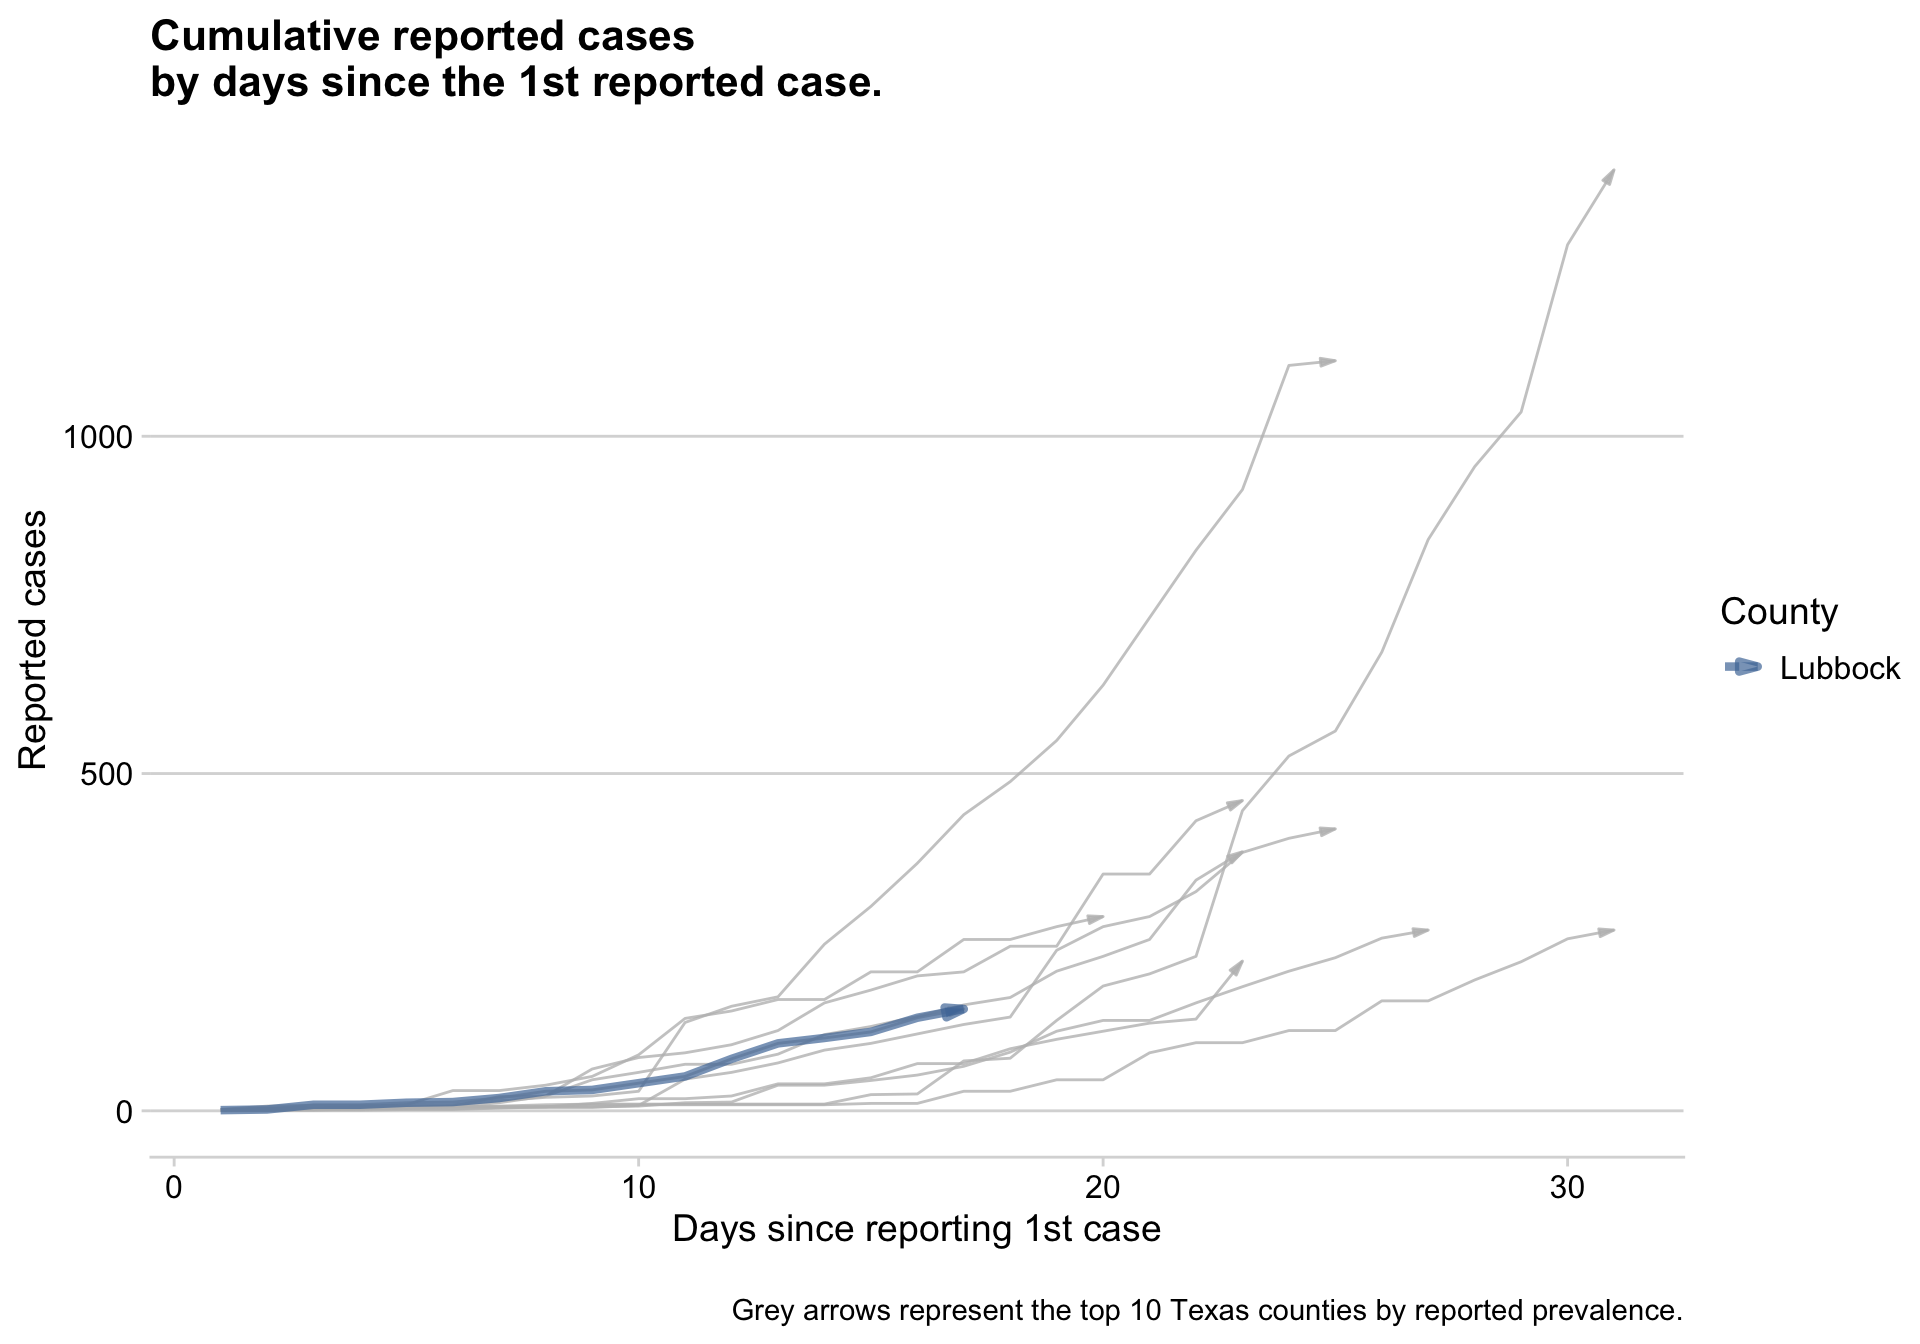 Cumulative reported cases
by days since the 1st reported case.
Reported cases
1000
500
0
0 10 20 30
Days since reporting 1st case
County
Lubbock
Grey arrows represent the top 10 Texas counties by reported prevalence.